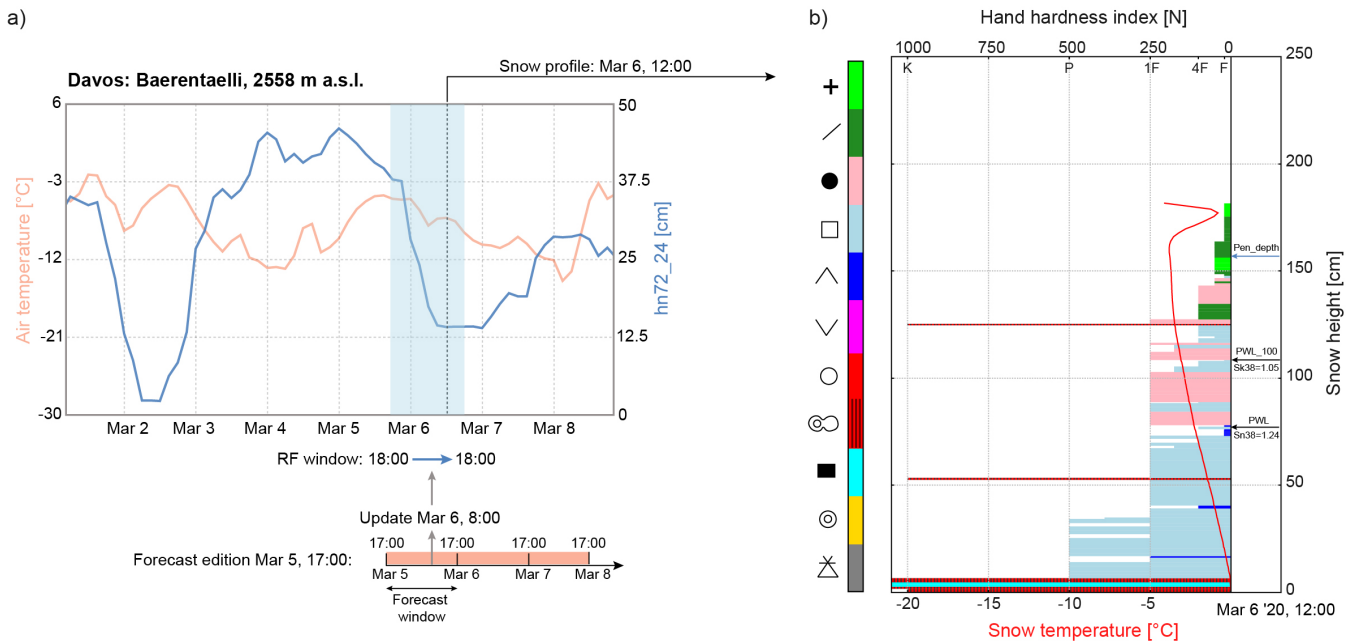 a)
Davos: Baerentaelli, 2558 m a.s.l.
Snow profile: Mar 6, 12:00
6
-3
-12
-21
-30
Air temperature [°C]
50
37.5
25
12.5
0
hn72_24 [cm]
Mar 2 Mar 3 Mar 4 Mar 5 Mar 6 Mar 7 Mar 8
RF window: 18:00 18:00
Update Mar 6, 8:00
Forecast edition Mar 5, 17:00:
17:00 17:00 17:00 17:00
Mar 5 Mar 6 Mar 7 Mar 8
Forecast
window
b)
Hand hardness index [N]
1000 750 500 250 100 0
K P 1F 4F F
250
200
150
100
50
0
Snow height [cm]
Pen_depth
PWL_100
Sk38=1.05
PWL
Sn38=1.24
-20 -15 -10 -5
Mar 6 '20, 12:00
Snow temperature [°C]